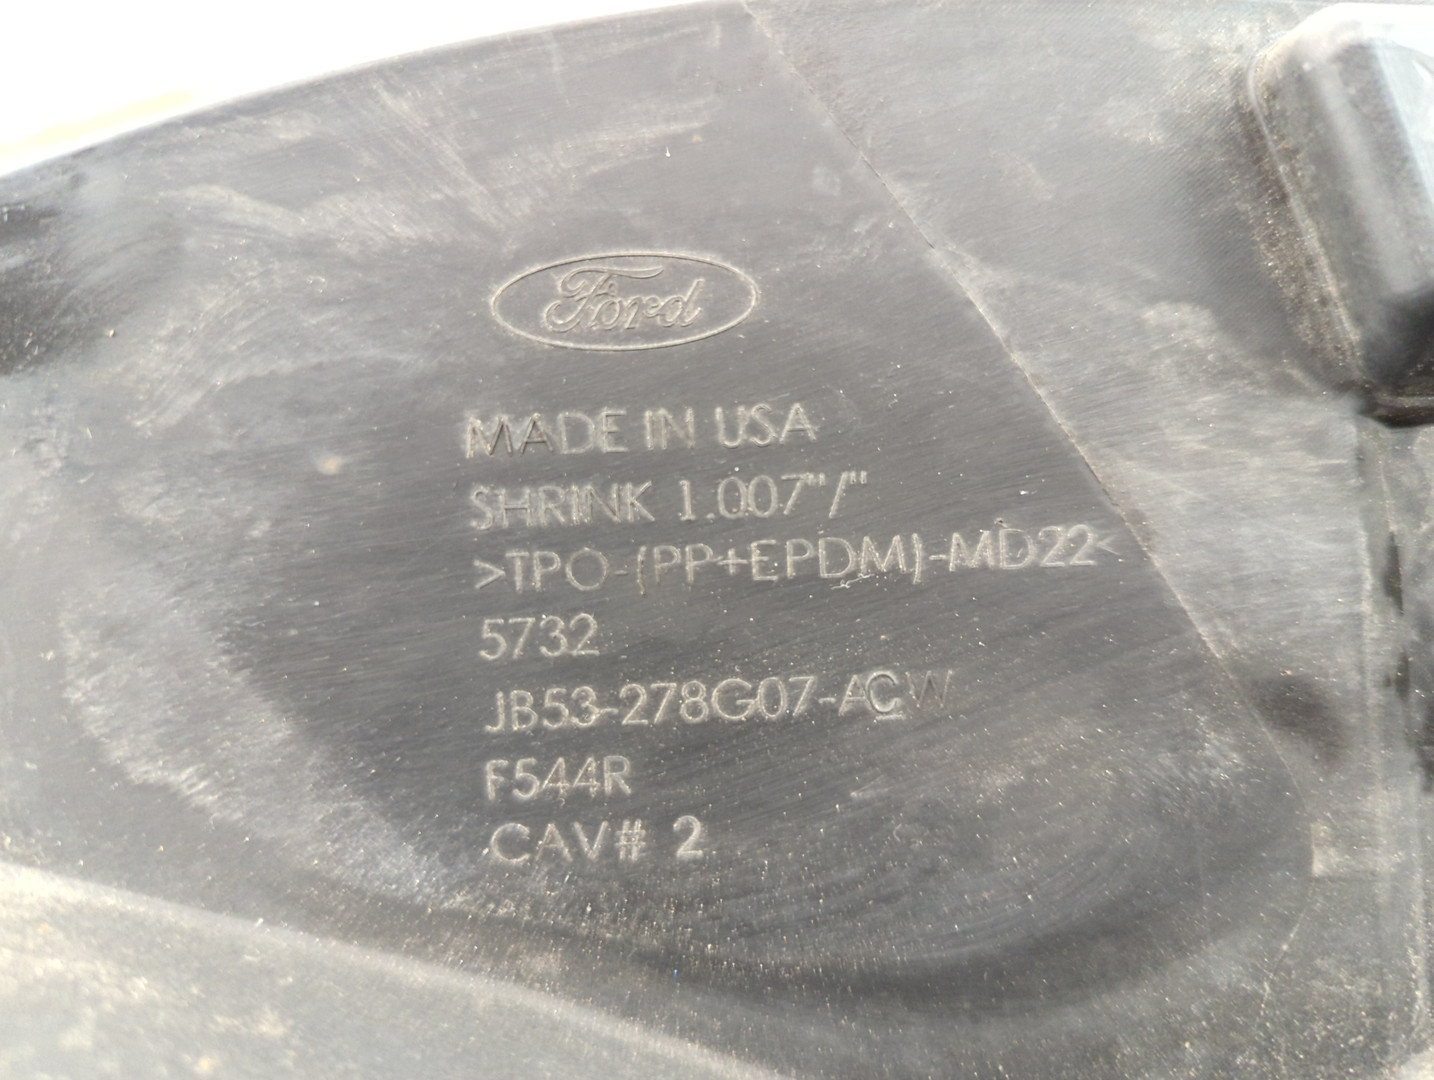 Ford
MADE IN USA
SHRINK 1.007"/"
>TPO-(PP+EPDM)-MD22<
5732
JB53-278G07-ACW
F544R
CAV# 2